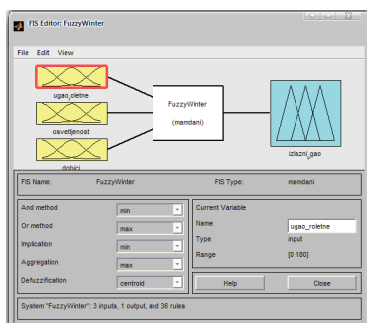 FIS Editor: FuzzyWinter
File Edit View
ugao_roletne
osvetljenost
dobici
FuzzyWinter
(mamdani)
izlazni_ugao
FIS Name: FuzzyWinter FIS Type: mamdani
And method min
Or method max
Implication min
Aggregation max
Defuzzification centroid
Current Variable
Name ugao_roletne
Type input
Range [0 180]
Help Close
System "FuzzyWinter": 3 inputs, 1 output, and 36 rules